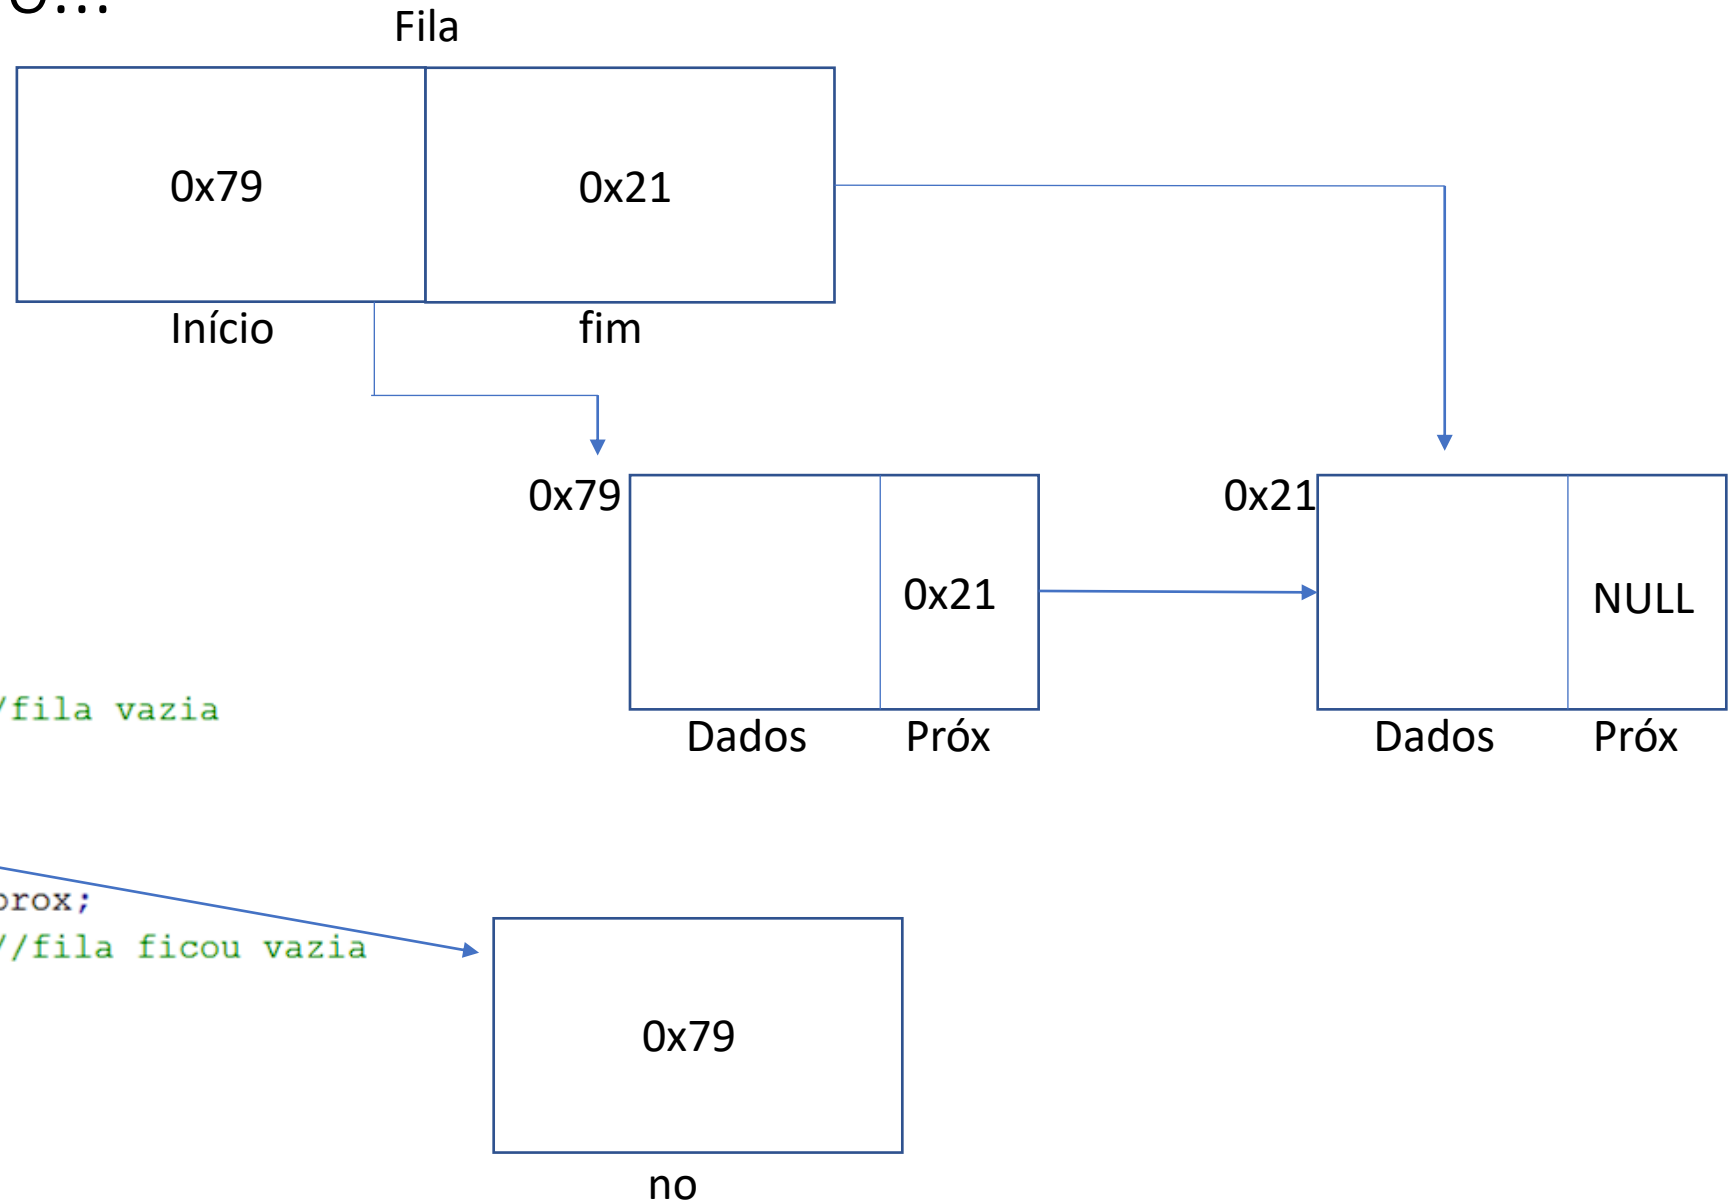 o...
Fila
0x79 0x21
Início fim
0x79 0x21
0x21 NULL
/fila vazia
Dados Próx Dados Próx
prox;
//fila ficou vazia
0x79
no